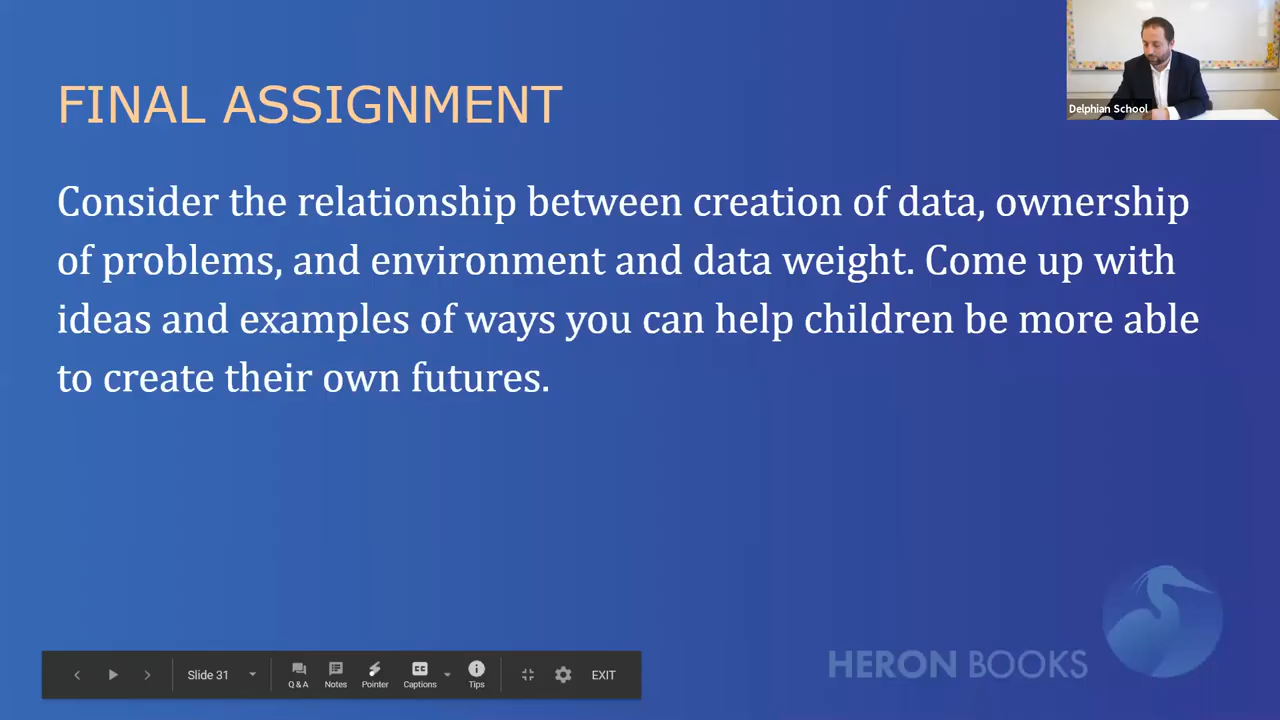 FINAL ASSIGNMENT
Delphian School
Consider the relationship between creation of data, ownership
of problems, and environment and data weight. Come up with
ideas and examples of ways you can help children be more able
to create their own futures.
HERON BOOKS
Slide 31
Q & A
Notes
Pointer
CC
Captions
Tips
EXIT